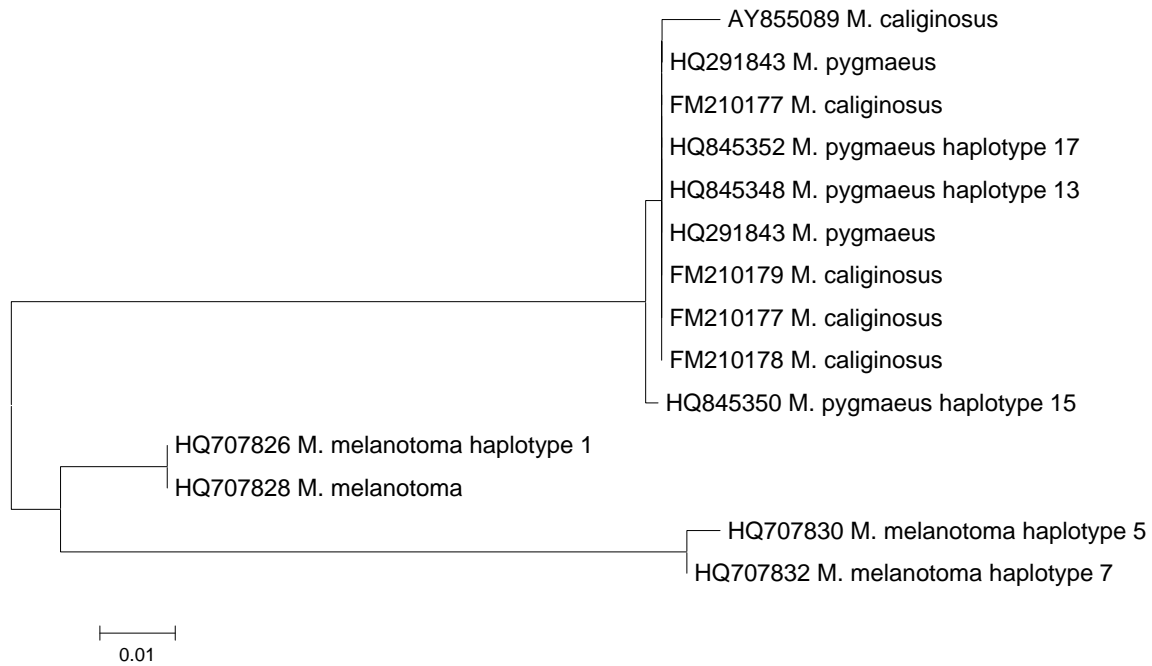 AY855089 M. caliginosus
HQ291843 M. pygmaeus
FM210177 M. caliginosus
HQ845352 M. pygmaeus haplotype 17
HQ845348 M. pygmaeus haplotype 13
HQ291843 M. pygmaeus
FM210179 M. caliginosus
FM210177 M. caliginosus
FM210178 M. caliginosus
HQ845350 M. pygmaeus haplotype 15
HQ707826 M. melanotoma haplotype 1
HQ707828 M. melanotoma
HQ707830 M. melanotoma haplotype 5
HQ707832 M. melanotoma haplotype 7
0.01